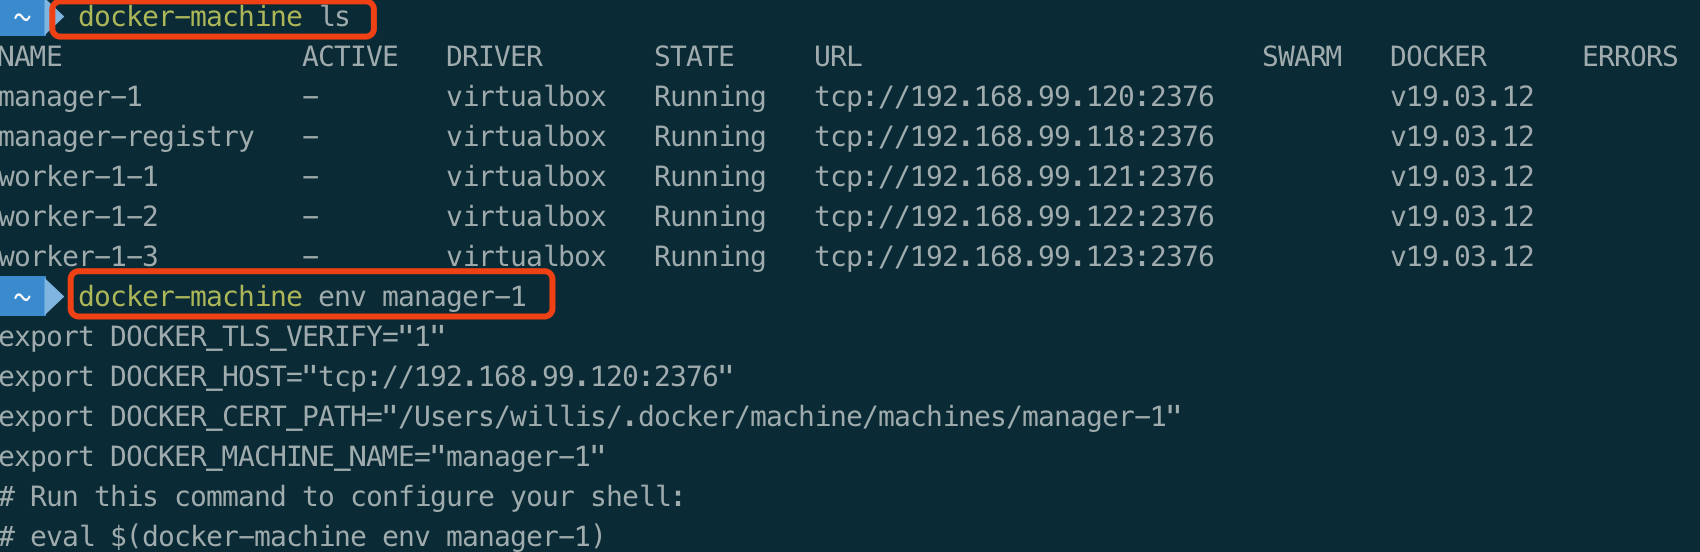 ~ docker-machine ls
NAME ACTIVE DRIVER STATE URL SWARM DOCKER ERRORS
manager-1 - virtualbox Running tcp://192.168.99.120:2376 v19.03.12
manager-registry - virtualbox Running tcp://192.168.99.118:2376 v19.03.12
worker-1-1 - virtualbox Running tcp://192.168.99.121:2376 v19.03.12
worker-1-2 - virtualbox Running tcp://192.168.99.122:2376 v19.03.12
worker-1-3 - virtualbox Running tcp://192.168.99.123:2376 v19.03.12
~ docker-machine env manager-1
export DOCKER_TLS_VERIFY="1"
export DOCKER_HOST="tcp://192.168.99.120:2376"
export DOCKER_CERT_PATH="/Users/willis/.docker/machine/machines/manager-1"
export DOCKER_MACHINE_NAME="manager-1"
# Run this command to configure your shell:
# eval $(docker-machine env manager-1)